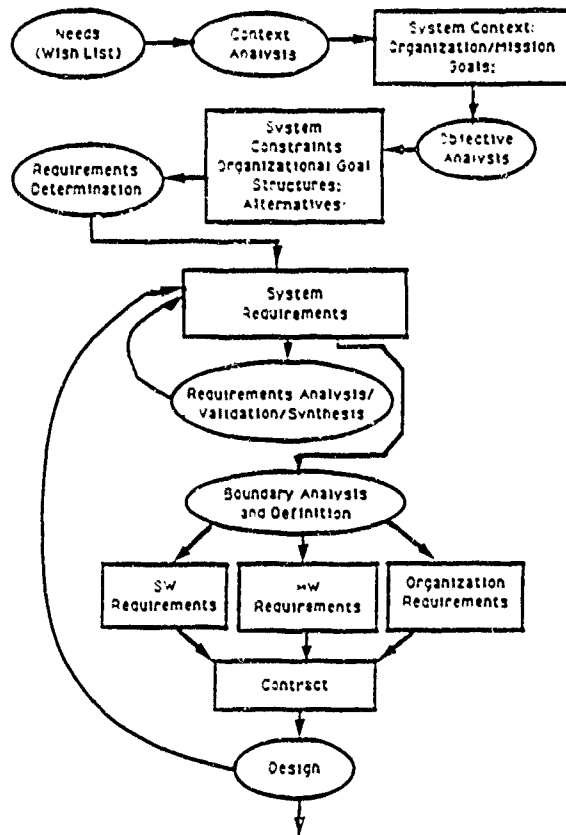 Needs
(Wish List)
Context
Analysis
System Context:
Organization/Mission
Goals:
Objective
Analysis
System
Constraints
Organizational Goal
Structures:
Alternatives:
Requirements
Determination
System
Requirements
Requirements Analysis/
Validation/Synthesis
Boundary Analysis
and Definition
SW
Requirements
HW
Requirements
Organization
Requirements
Contract
Design